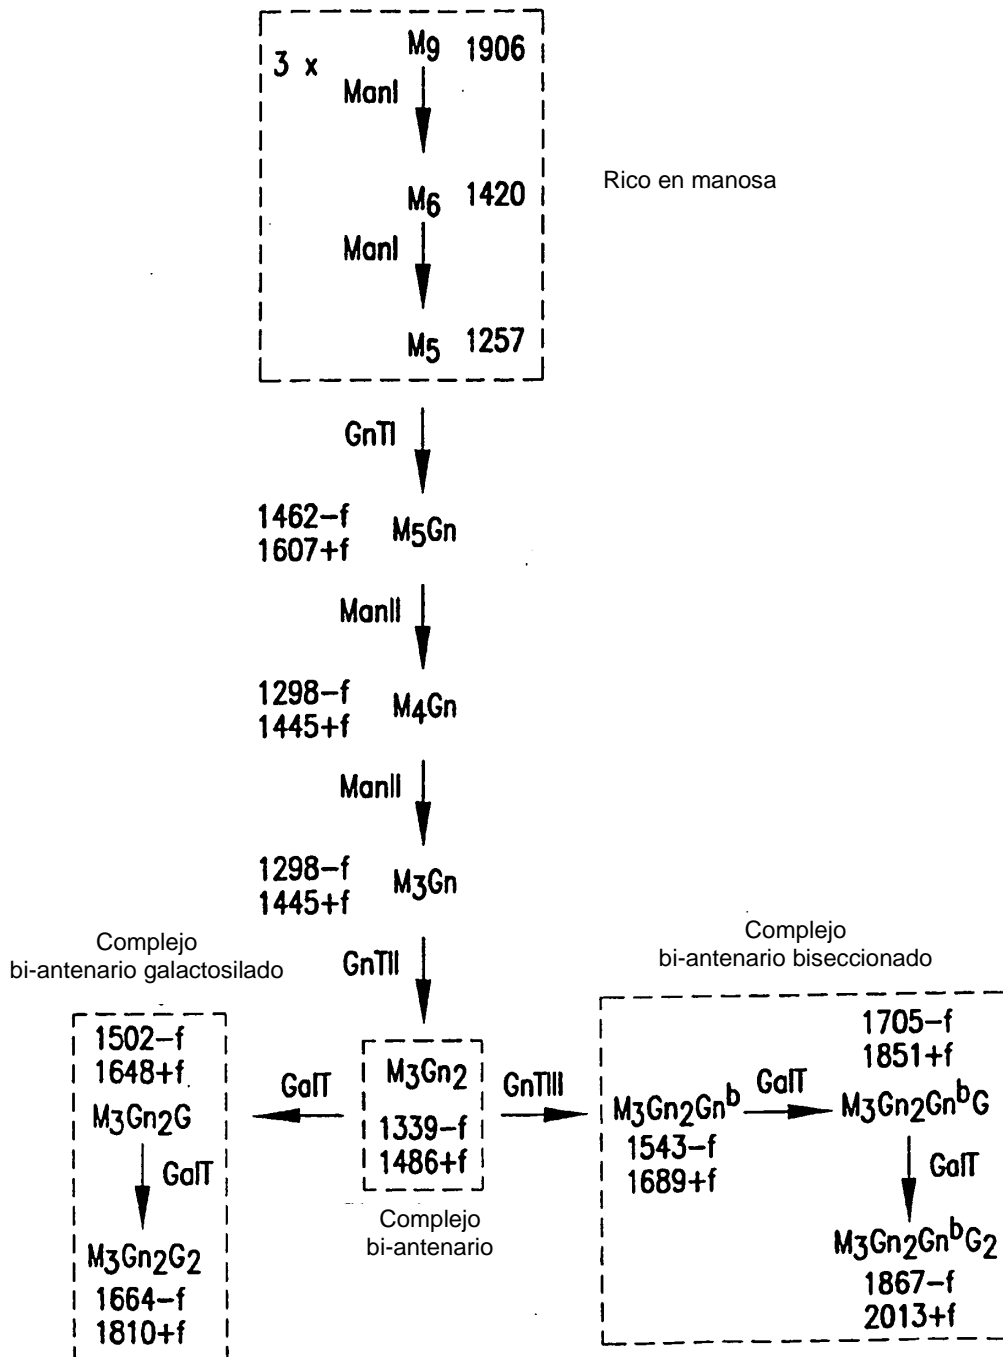 3 x
M9 1906
ManI
M6 1420
ManI
M5 1257
Rico en manosa
GnTI
1462-f
1607+f
M5Gn
ManII
1298-f
1445+f
M4Gn
ManII
1298-f
1445+f
M3Gn
GnTII
Complejo
bi-antenario galactosilado
1502-f
1648+f
M3Gn2G
GalT
M3Gn2G2
1664-f
1810+f
GalT
M3Gn2
1339-f
1486+f
Complejo
bi-antenario
GnTIII
Complejo
bi-antenario biseccionado
M3Gn2Gnb
1543-f
1689+f
GalT
1705-f
1851+f
M3Gn2GnbG
GalT
M3Gn2GnbG2
1867-f
2013+f